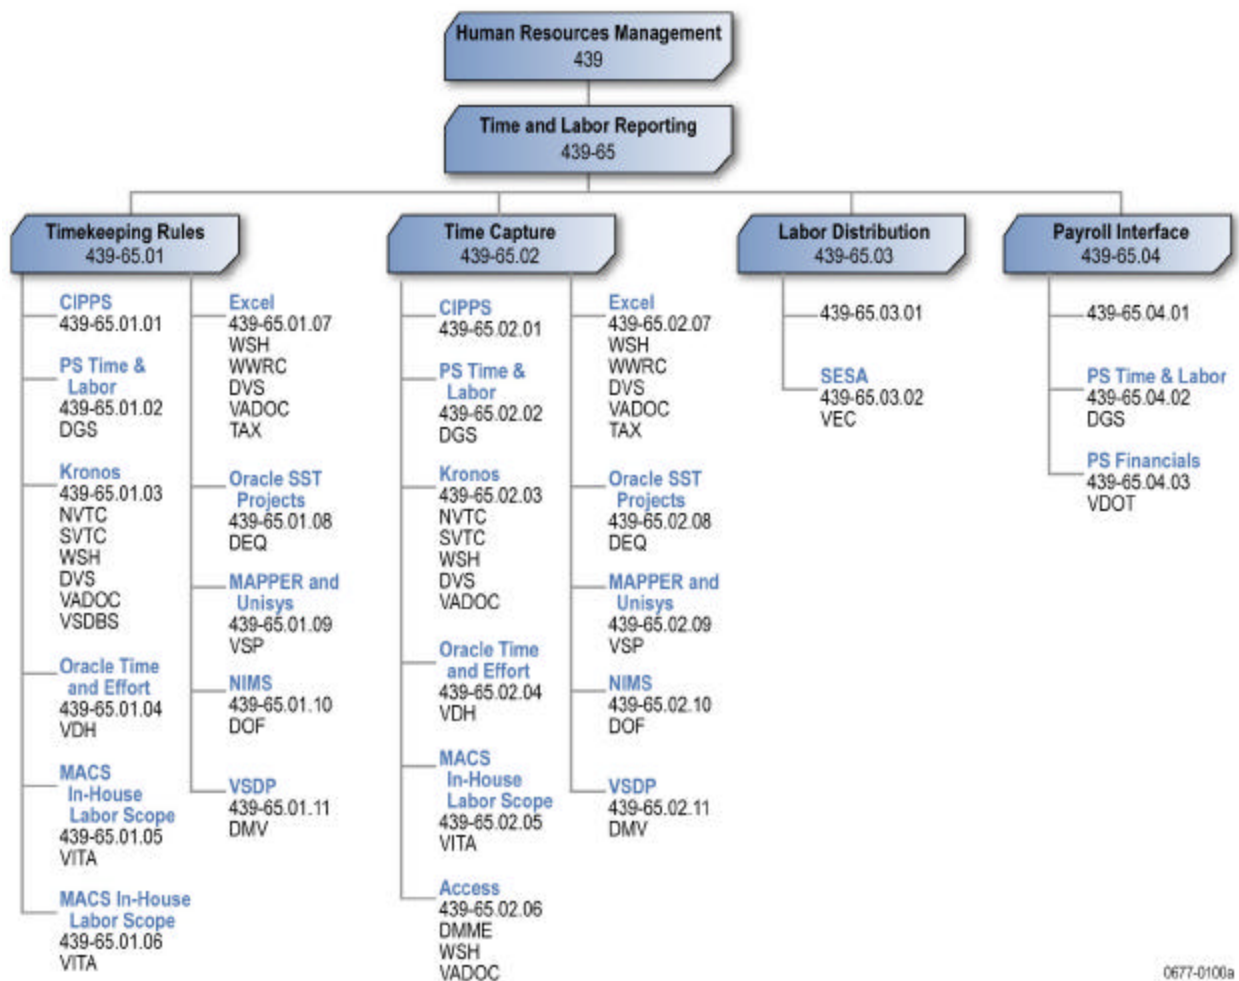 Human Resources Management
439
Time and Labor Reporting
439-65
Timekeeping Rules
439-65.01
CIPPS
439-65.01.01
PS Time &
Labor
439-65.01.02
DGS
Kronos
439-65.01.03
NVTC
SVTC
WSH
DVS
VADOC
VSDBS
Oracle Time
and Effort
439-65.01.04
VDH
MACS
In-House
Labor Scope
439-65.01.05
VITA
MACS In-House
Labor Scope
439-65.01.06
VITA
Excel
439-65.01.07
WSH
WWRC
DVS
VADOC
TAX
Oracle SST
Projects
439-65.01.08
DEQ
MAPPER and
Unisys
439-65.01.09
VSP
NIMS
439-65.01.10
DOF
VSDP
439-65.01.11
DMV
Time Capture
439-65.02
CIPPS
439-65.02.01
PS Time &
Labor
439-65.02.02
DGS
Kronos
439-65.02.03
NVTC
SVTC
WSH
DVS
VADOC
Oracle Time
and Effort
439-65.02.04
VDH
MACS
In-House
Labor Scope
439-65.02.05
VITA
Access
439-65.02.06
DMME
WSH
VADOC
Excel
439-65.02.07
WSH
WWRC
DVS
VADOC
TAX
Oracle SST
Projects
439-65.02.08
DEQ
MAPPER and
Unisys
439-65.02.09
VSP
NIMS
439-65.02.10
DOF
VSDP
439-65.02.11
DMV
Labor Distribution
439-65.03
439-65.03.01
SESA
439-65.03.02
VEC
Payroll Interface
439-65.04
439-65.04.01
PS Time & Labor
439-65.04.02
DGS
PS Financials
439-65.04.03
VDOT
0677-0100a